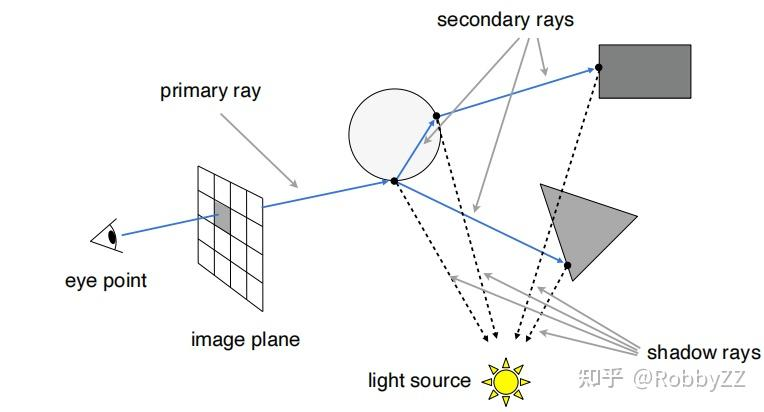 secondary rays
primary ray
eye point
image plane
shadow rays
light source
知乎 @RobbyZZ